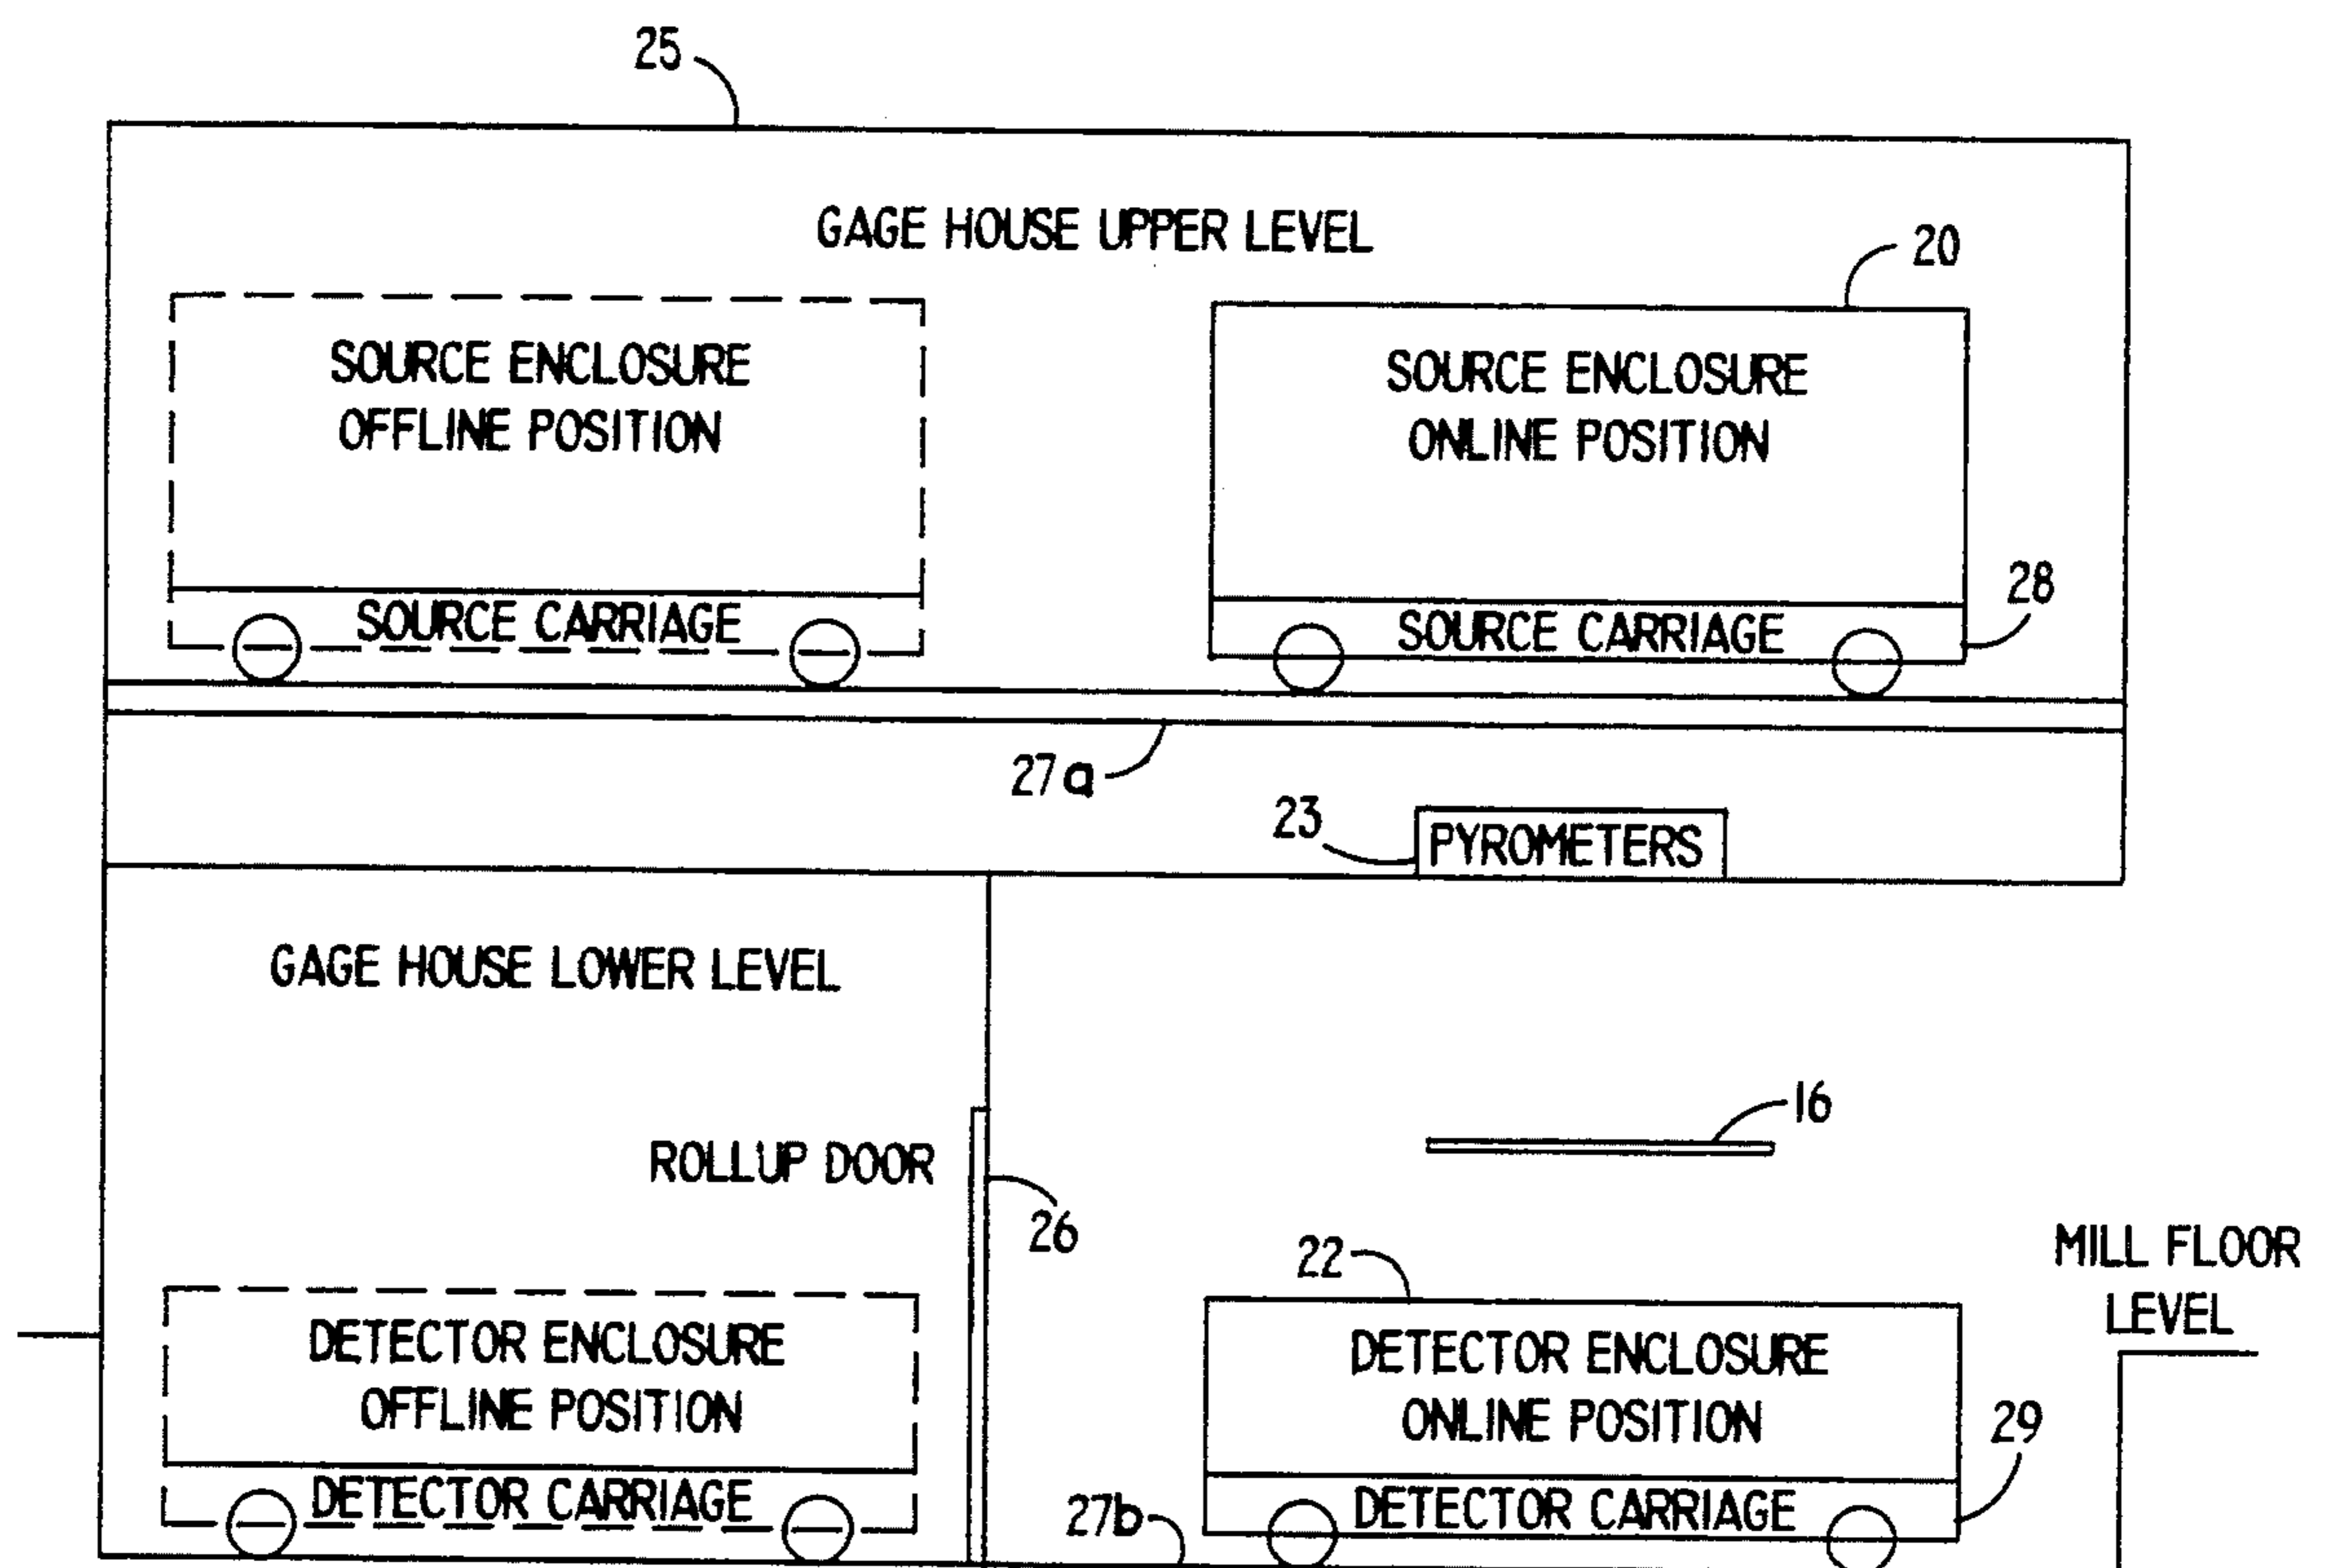 25
GAGE HOUSE UPPER LEVEL
20
SOURCE ENCLOSURE
OFFLINE POSITION
SOURCE ENCLOSURE
ONLINE POSITION
28
SOURCE CARRIAGE
SOURCE CARRIAGE
27a
23
PYROMETERS
GAGE HOUSE LOWER LEVEL
16
ROLLUP DOOR
26
22
MILL FLOOR
LEVEL
DETECTOR ENCLOSURE
OFFLINE POSITION
DETECTOR ENCLOSURE
ONLINE POSITION
29
DETECTOR CARRIAGE
27b
DETECTOR CARRIAGE